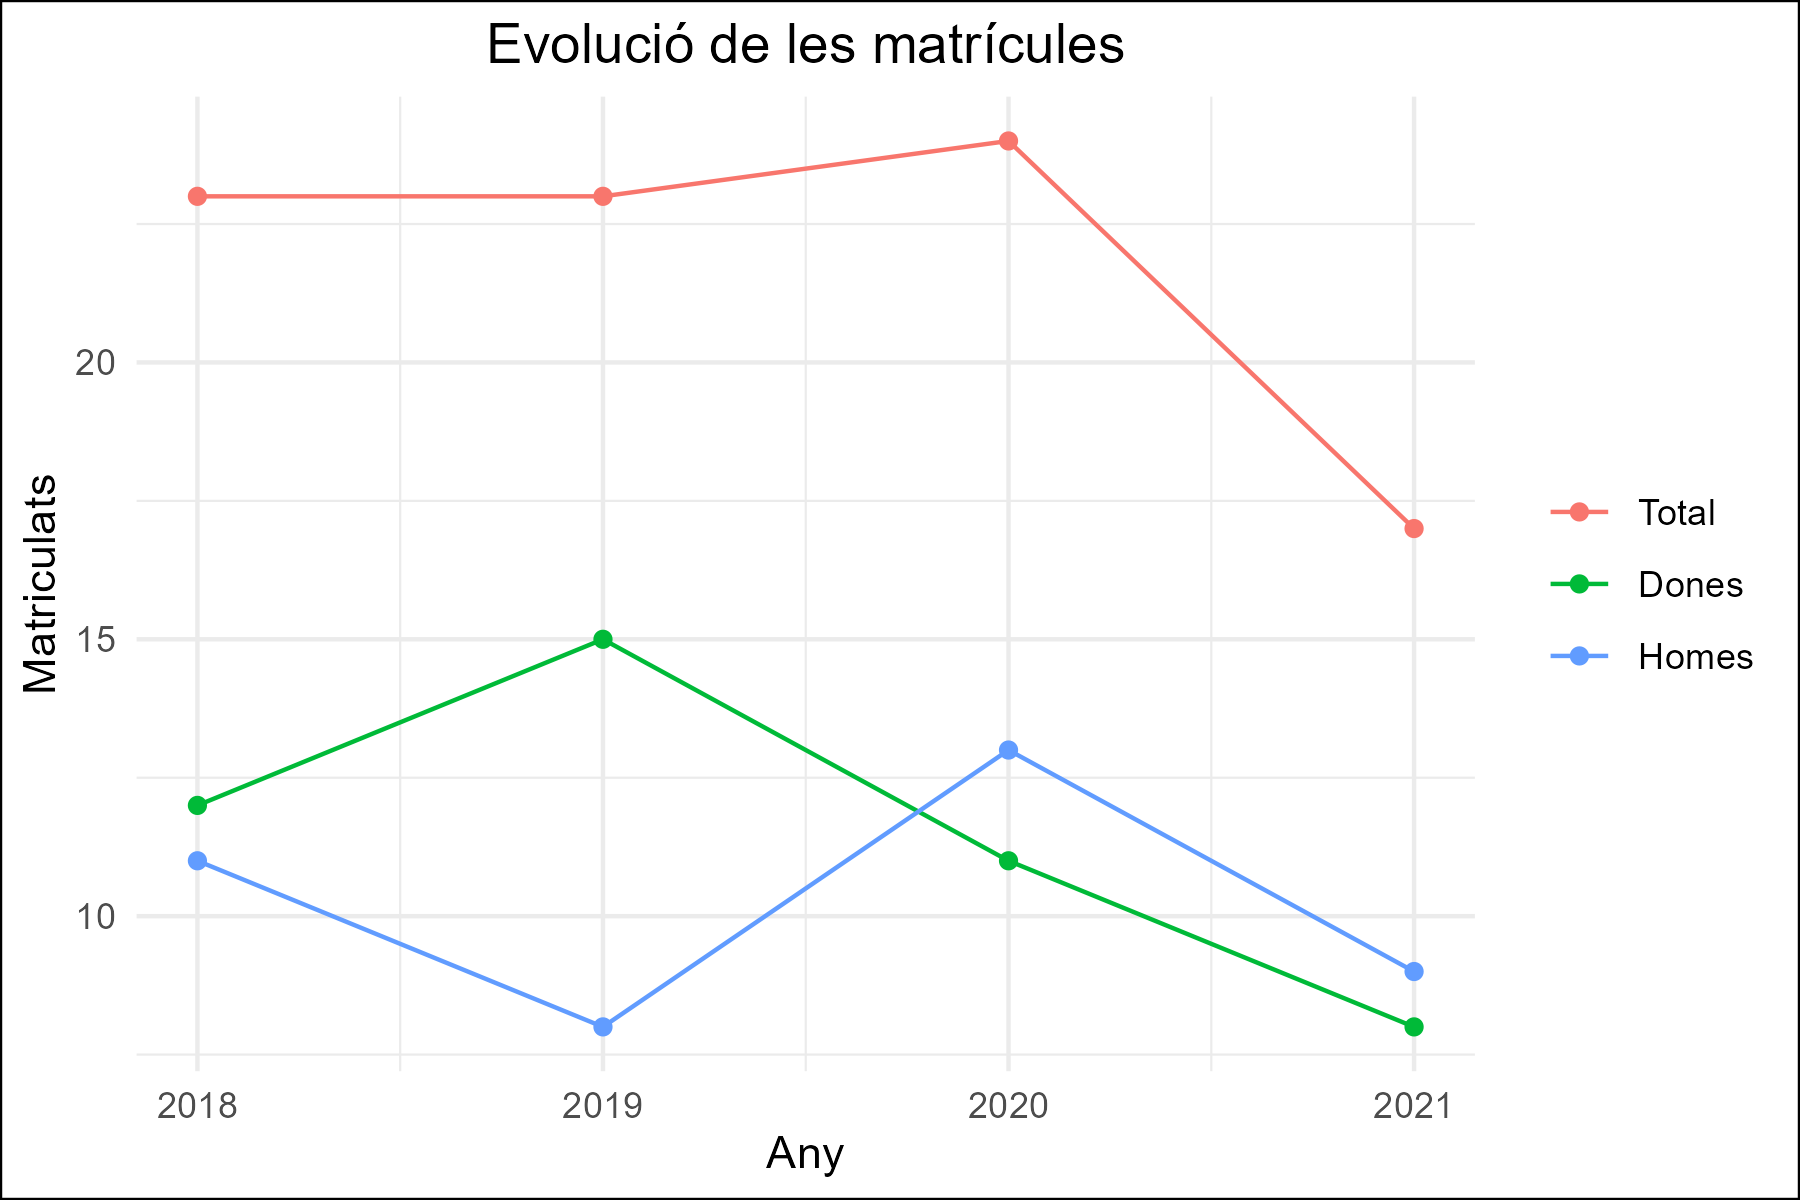 Evolució de les matrícules
Matriculats
20
15
10
2018
2019
2020
2021
Any
Total
Dones
Homes